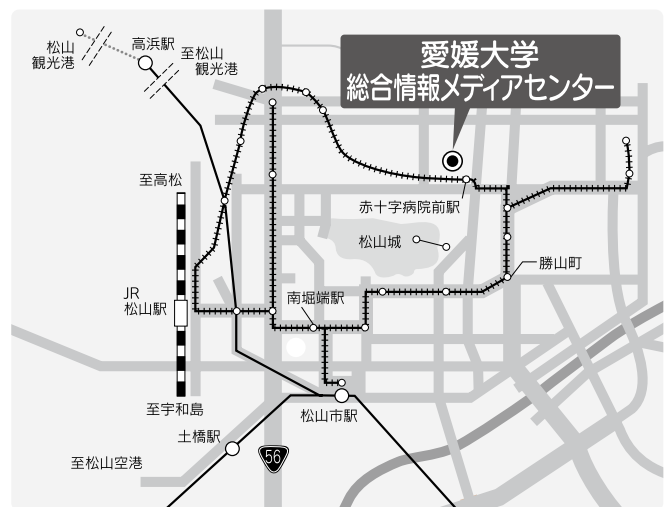 愛媛大学
総合情報メディアセンター
松山
観光港
高浜駅
至松山
観光港
至高松
赤十字病院前駅
松山城
勝山町
JR
松山駅
南堀端駅
至宇和島
松山市駅
土橋駅
至松山空港
56